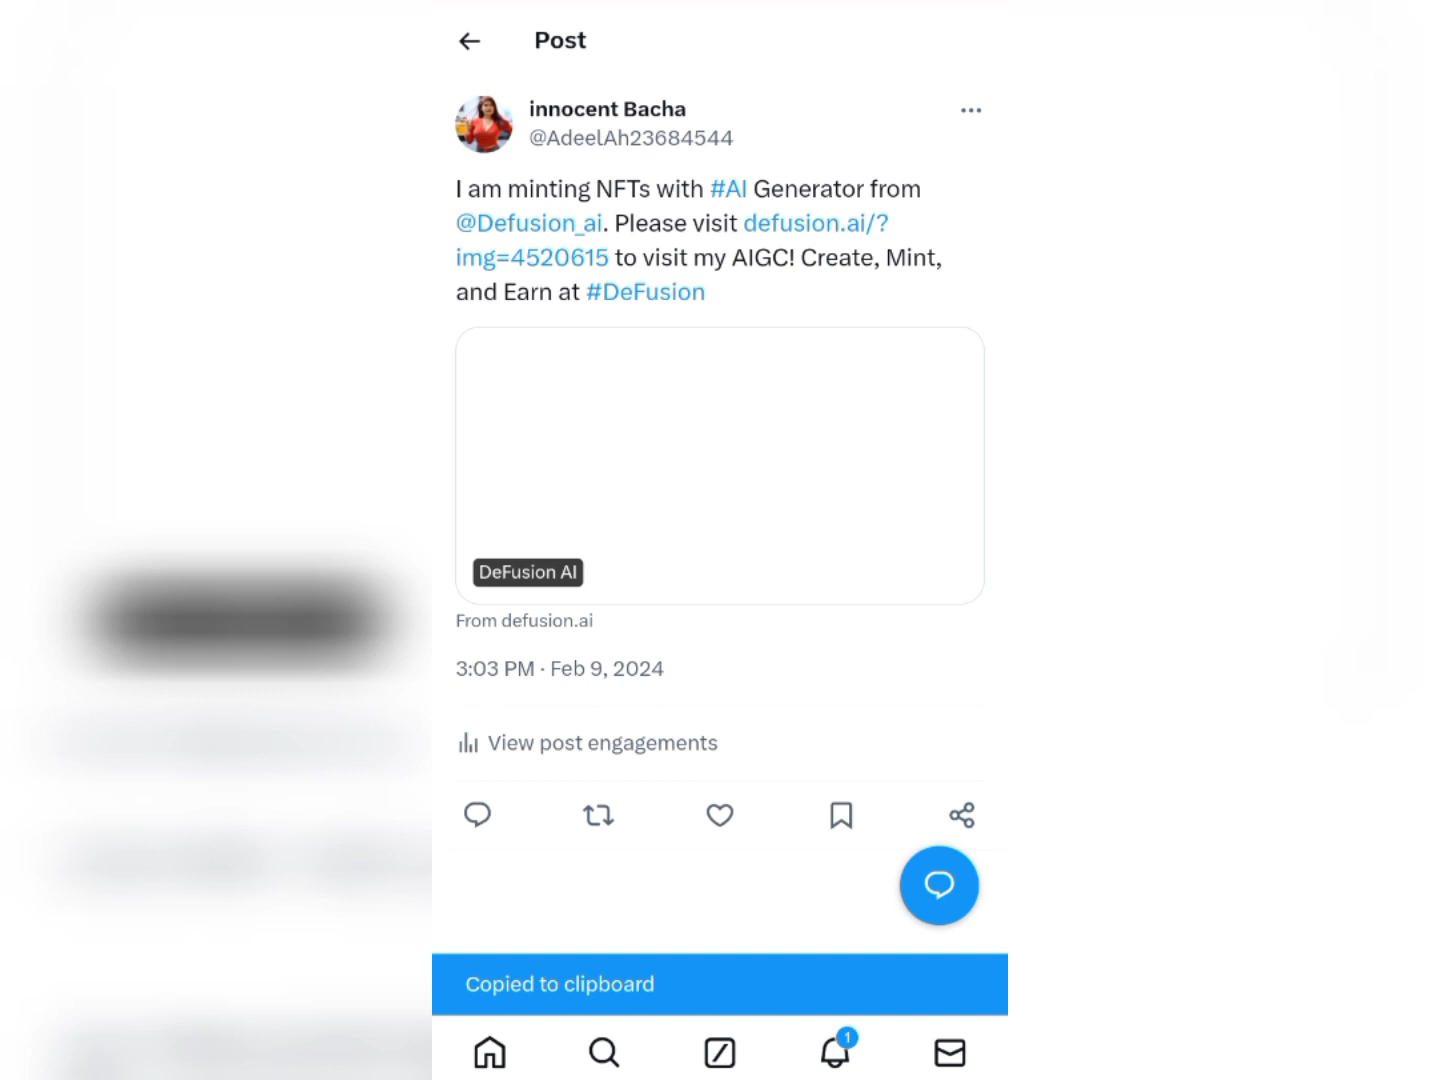 Post
innocent Bacha
@AdeelAh23684544
I am minting NFTs with #AI Generator from
@Defusion_ai. Please visit defusion.ai/?
img=4520615 to visit my AIGC! Create, Mint,
and Earn at #DeFusion
DeFusion AI
From defusion.ai
3:03 PM · Feb 9, 2024
View post engagements
Copied to clipboard
1